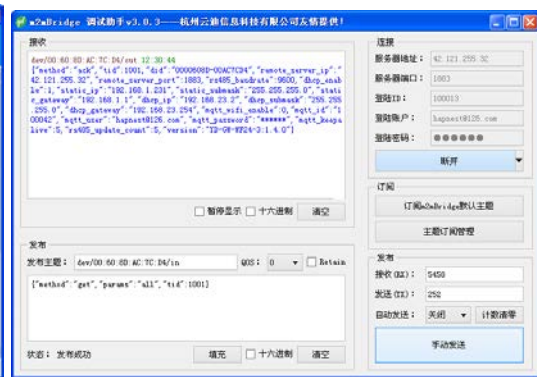 m2mBridge 调试助手v3.0.3——杭州云迪信息科技有限公司友情提供!
接收
dev/00:60:8D:AC:7C:D4/out 12:30:44
{"method":"ack","tid":1001,"did":"0000608D-00AC7CD4","remote_server_ip":"
42.121.255.32","remote_server_port":1883,"rs485_baudrate":9600,"dhcp_enab
le":1,"static_ip":"192.168.1.231","static_submask":"255.255.255.0","stati
c_gateway":"192.168.1.1","dhcp_ip":"192.168.23.2","dhcp_submask":"255.255
.255.0","dhcp_gateway":"192.168.23.254","mqtt_wifi_enable":0,"mqtt_id":"1
00042","mqtt_user":"hapnest@126.com","mqtt_password":"******","mqtt_keepa
live":5,"rs485_update_count":5,"version":"YD-GW-WF24-3:1.4.0"}
暂停显示 十六进制 清空
发布
发布主题: dev/00:60:8D:AC:7C:D4/in QOS: 0 Retain
{"method":"get","params":"all","tid":1001}
状态: 发布成功 填充 十六进制 清空
连接
服务器地址: 42.121.255.32
服务器端口: 1883
登陆ID: 100013
登陆账户: hapnest@126.com
登陆密码: ●●●●●●
断开
订阅
订阅m2mBridge默认主题
主题订阅管理
发布
接收(RX): 5458
发送(TX): 252
自动发送: 关闭 计数清零
手动发送